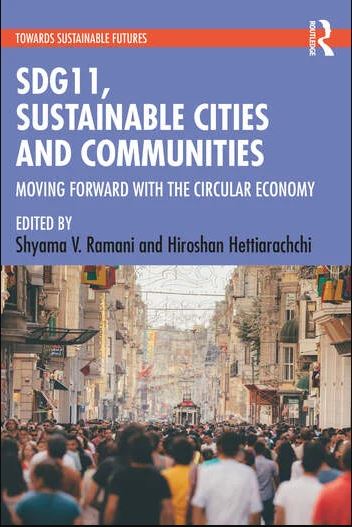 TOWARDS SUSTAINABLE FUTURES
ROUTLEDGE
SDG11,
SUSTAINABLE CITIES
AND COMMUNITIES
MOVING FORWARD WITH THE CIRCULAR ECONOMY
EDITED BY
Shyama V. Ramani and Hiroshan Hettiarachchi